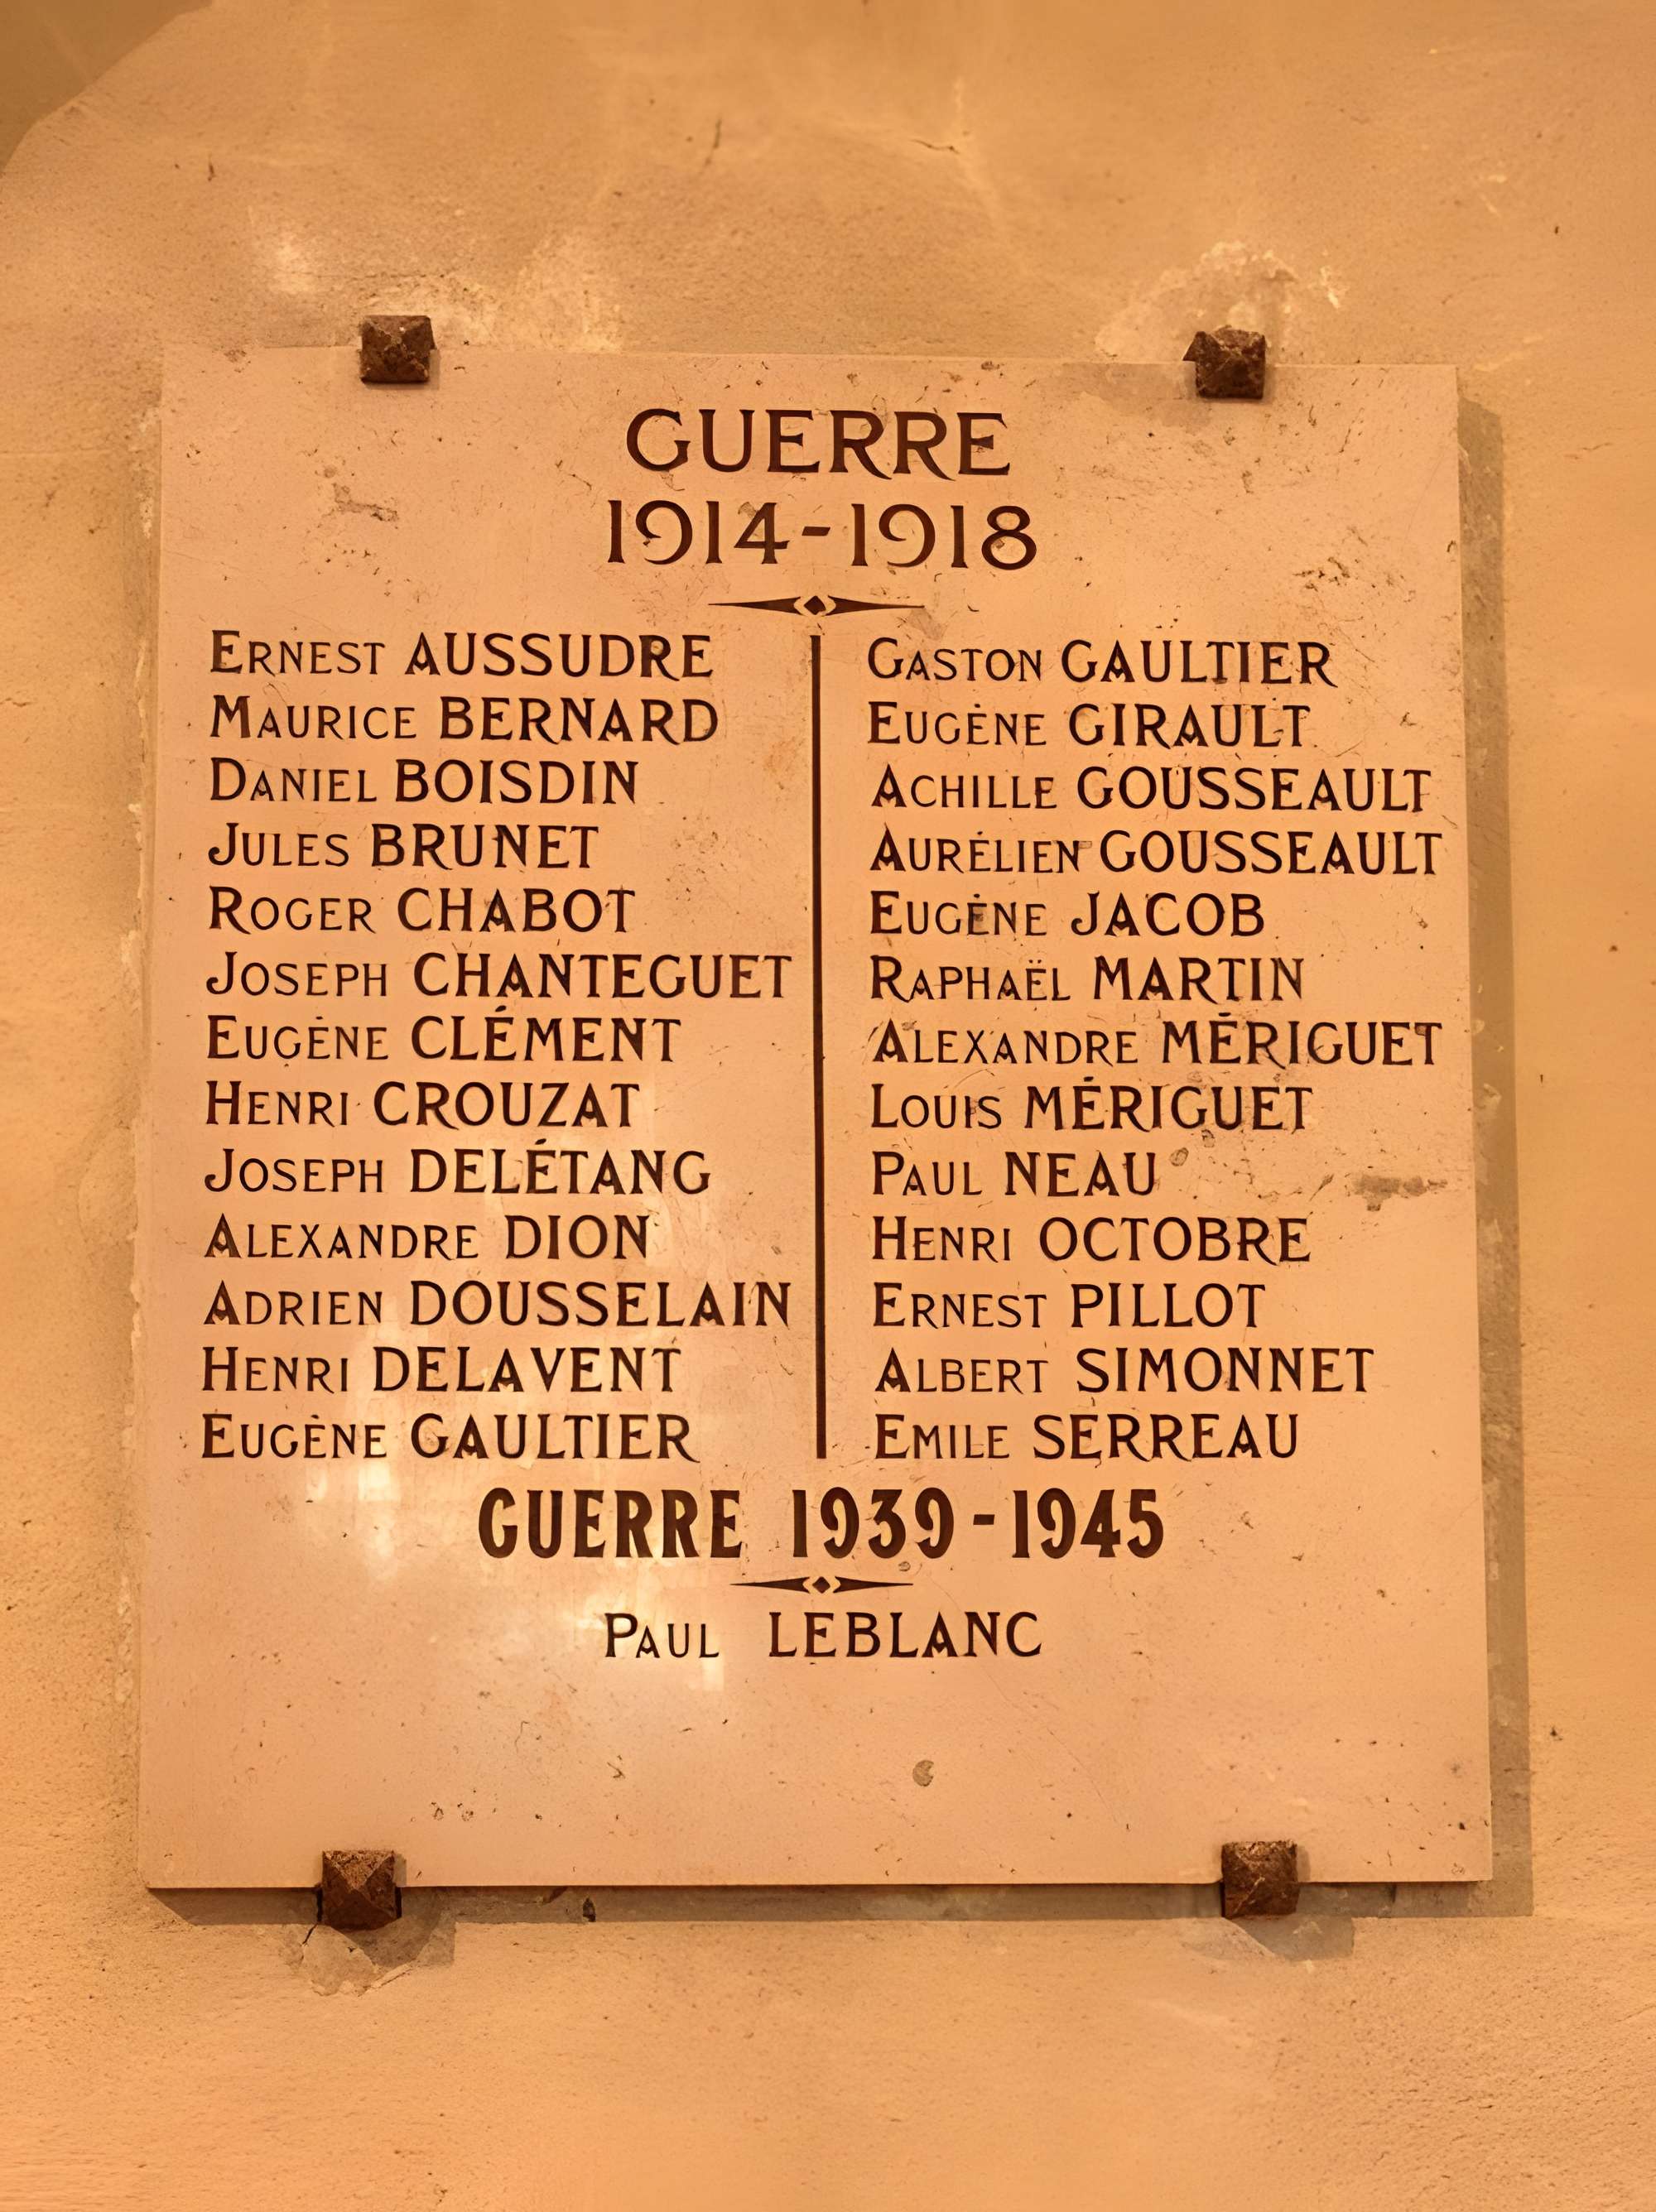 GUERRE
1914-1918
ERNEST AUSSUDRE
MAURICE BERNARD
DANIEL BOISDIN
JULES BRUNET
ROGER CHABOT
JOSEPH CHANTEGUET
EUGÈNE CLÉMENT
HENRI CROUZAT
JOSEPH DELÉTANG
ALEXANDRE DION
ADRIEN DOUSSELAIN
HENRI DELAVENT
EUGÈNE GAULTIER
GASTON GAULTIER
EUGÈNE GIRAULT
ACHILLE GOUSSEAULT
AURÉLIEN GOUSSEAULT
EUGÈNE JACOB
RAPHAËL MARTIN
ALEXANDRE MÉRIGUET
LOUIS MÉRIGUET
PAUL NEAU
HENRI OCTOBRE
ERNEST PILLOT
ALBERT SIMONNET
EMILE SERREAU
GUERRE 1939-1945
PAUL LEBLANC